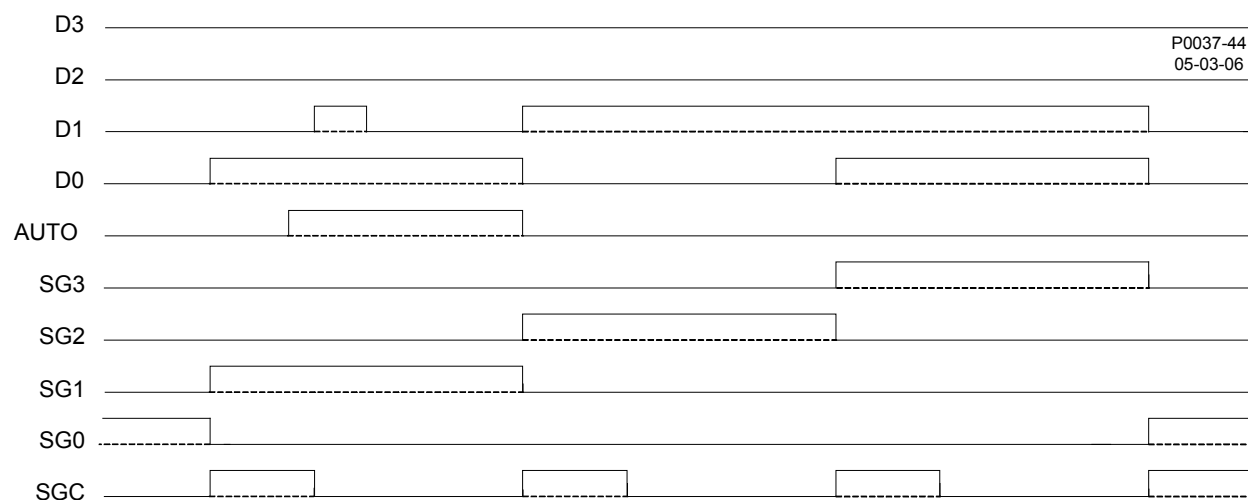 D3
P0037-44
05-03-06
D2
D1
D0
AUTO
SG3
SG2
SG1
SG0
SGC